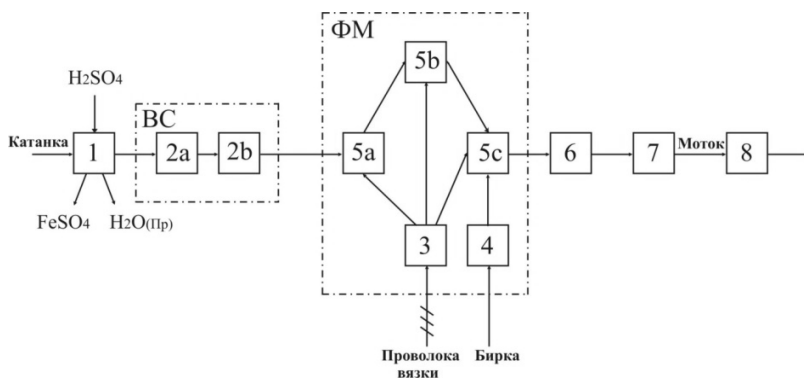 ФМ
5b
H2SO4
ВС
Катанка
1
2a
2b
5a
5c
6
7
Моток
8
FeSO4
H2O(Пр)
3
4
Проволока
вязки
Бирка